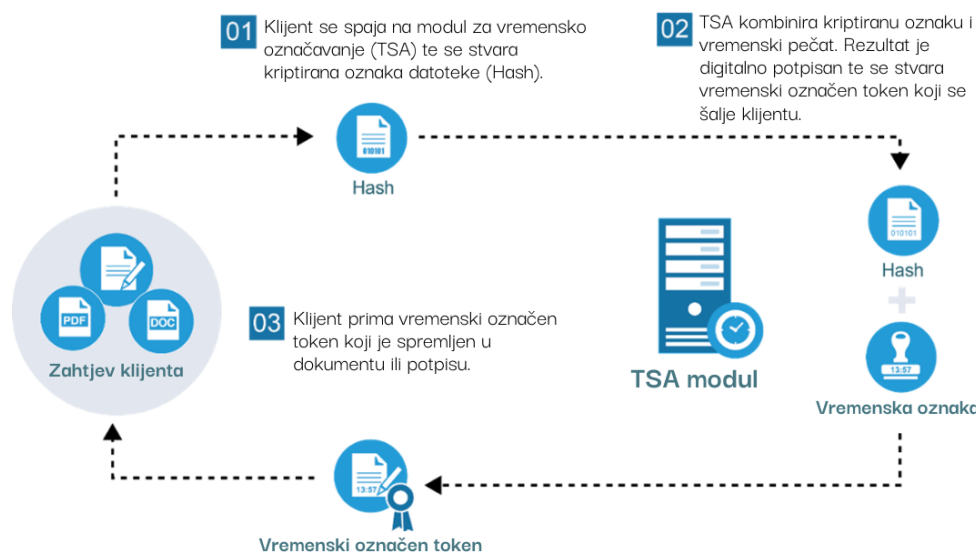 01
Klijent se spaja na modul za vremensko
označavanje (TSA) te se stvara
kriptirana oznaka datoteke (Hash).
02
TSA kombinira kriptiranu oznaku i
vremenski pečat. Rezultat je
digitalno potpisan te se stvara
vremenski označen token koji se
šalje klijentu.
010101
Hash
010101
Hash
PDF
DOC
Zahtjev klijenta
03
Klijent prima vremenski označen
token koji je spremljen u
dokumentu ili potpisu.
TSA modul
13:57
Vremenska oznaka
13:57
Vremenski označen token